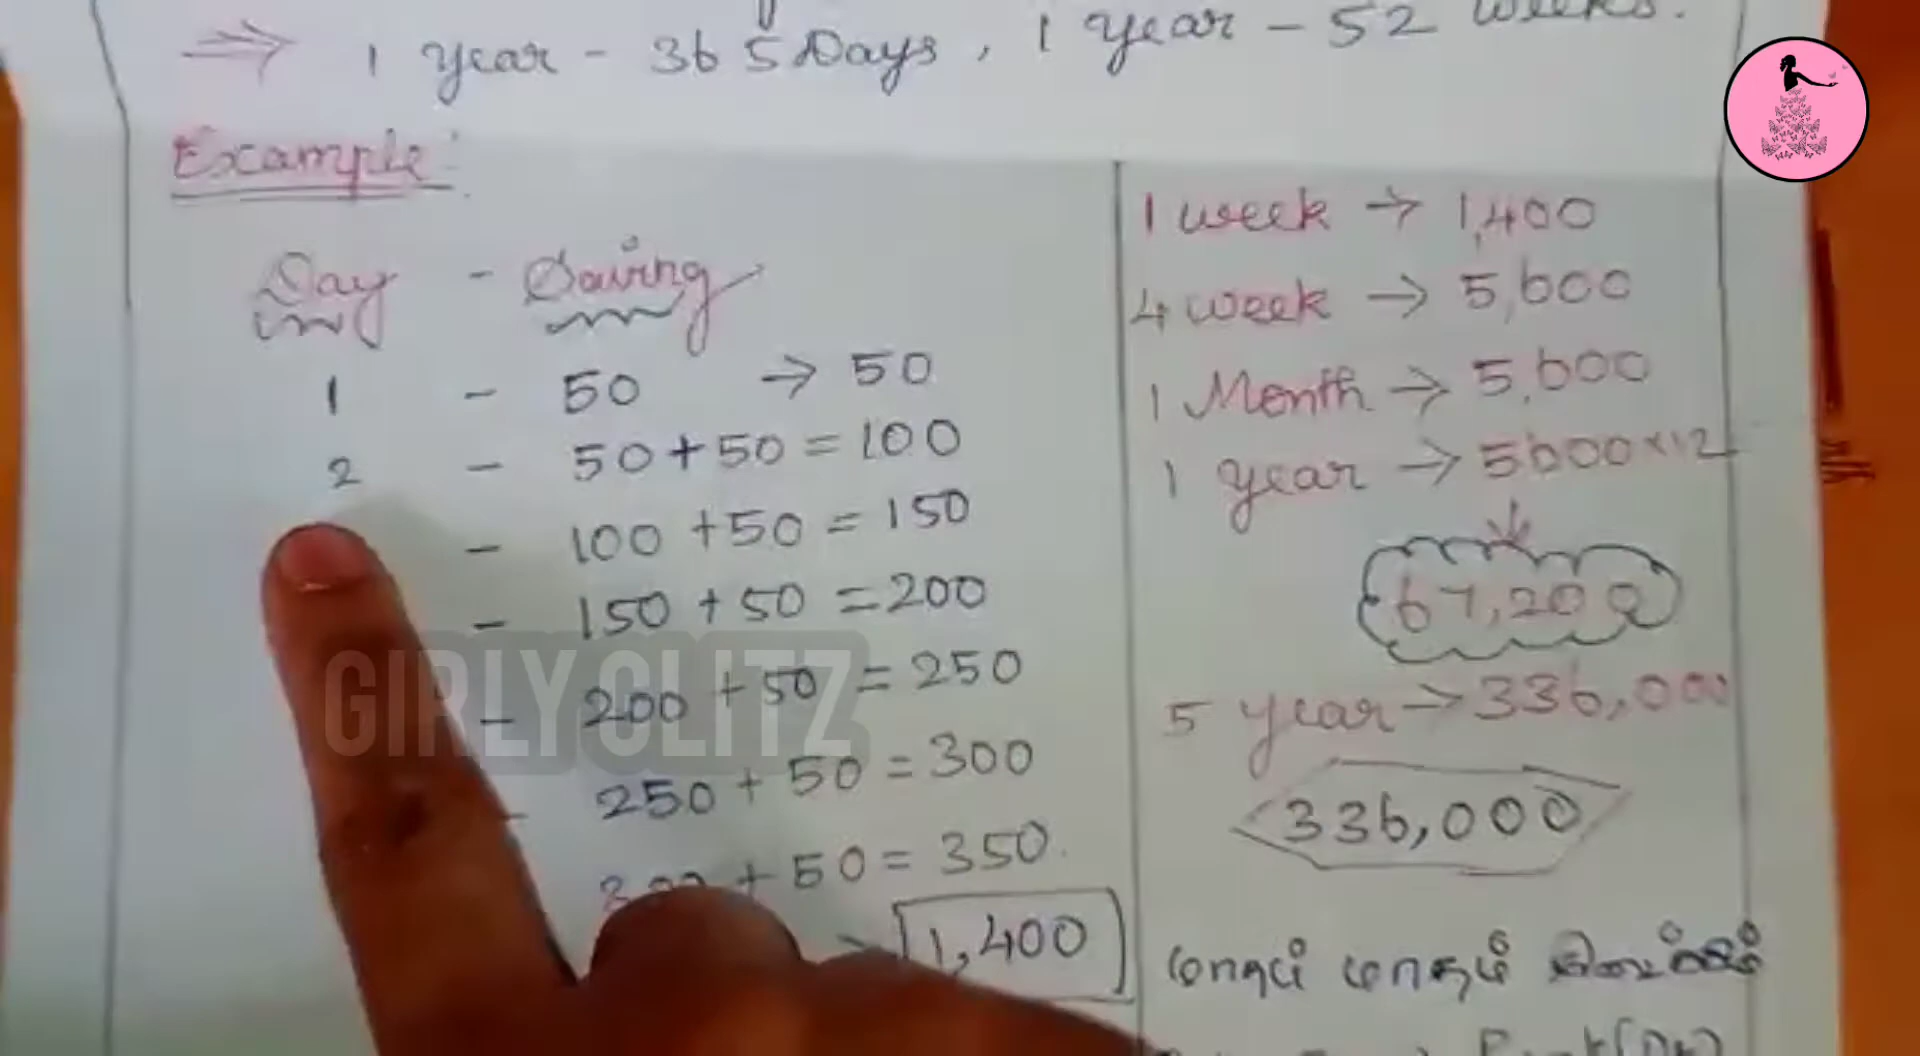 ⇒ 1 year - 365 Days, 1 year - 52 weeks.
Example:
Day - Saving
1 - 50 → 50
2 - 50 + 50 = 100
- 100 + 50 = 150
- 150 + 50 = 200
- 200 + 50 = 250
- 250 + 50 = 300
+ 50 = 350
1,400
1 week → 1,400
4 week → 5,600
1 Month → 5,600
1 year → 5600 × 12
67,200
5 year → 336,000
336,000
மாதம் மாதம்
GIRLY GLITZ